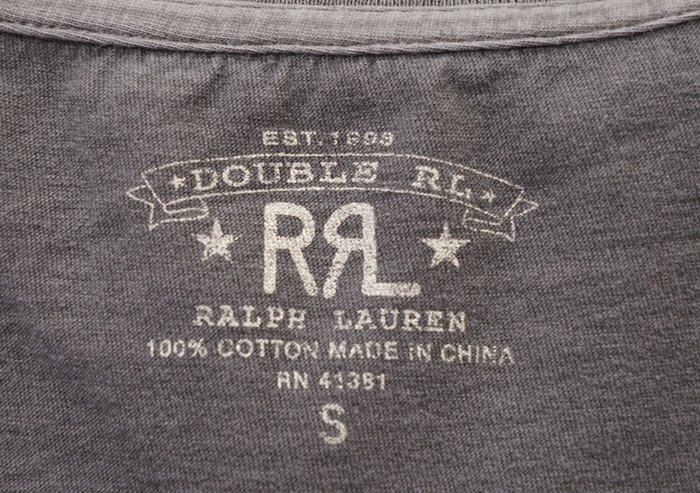 EST. 1993
★DOUBLE RL★
★ RRL ★
RALPH LAUREN
100% COTTON MADE IN CHINA
RN 41381
S